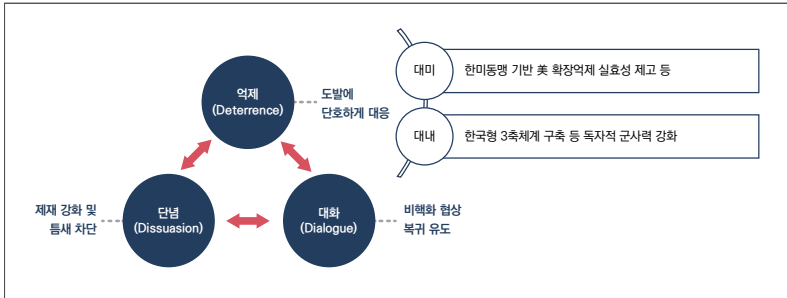 억제
(Deterrence)
도발에
단호하게 대응
대미
한미동맹 기반 美 확장억제 실효성 제고 등
대내
한국형 3축체계 구축 등 독자적 군사력 강화
제재 강화 및
틈새 차단
단념
(Dissuasion)
대화
(Dialogue)
비핵화 협상
복귀 유도